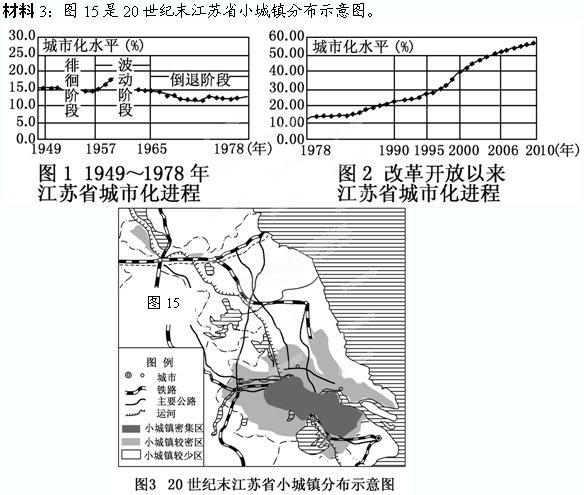 材料3：图15是20世纪末江苏省小城镇分布示意图。
30.0
25.0
20.0
15.0
10.0
5.0
0.0
城市化水平(%)
徘徊阶段
波动阶段
倒退阶段
1949
1957
1965
1978(年)
图1 1949～1978年
江苏省城市化进程
60.00
50.00
40.00
30.00
20.00
10.00
0.00
城市化水平(%)
1978
1990
1995
2000
2006
2010(年)
图2 改革开放以来
江苏省城市化进程
图15
图例
城市
铁路
主要公路
运河
小城镇密集区
小城镇较密区
小城镇较少区
图3 20世纪末江苏省小城镇分布示意图